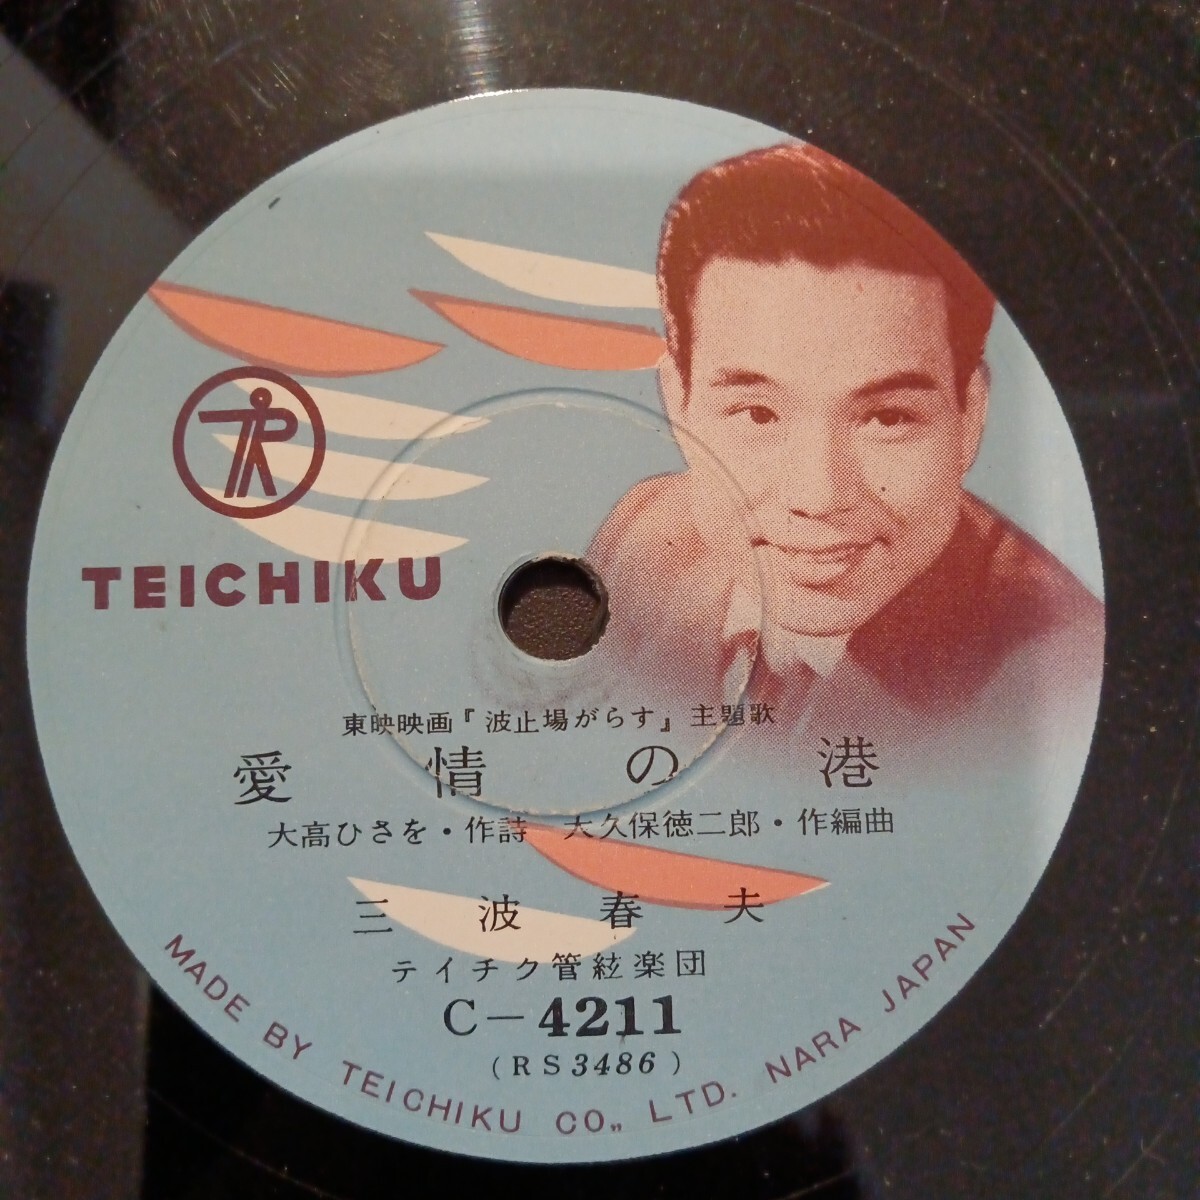 TEICHIKU
東映映画『波止場がらす』主題歌
愛情の港
大高ひさを・作詩 大久保徳二郎・作編曲
三波春夫
テイチク管絃楽団
C-4211
(RS3486)
MADE BY TEICHIKU CO., LTD. NARA JAPAN